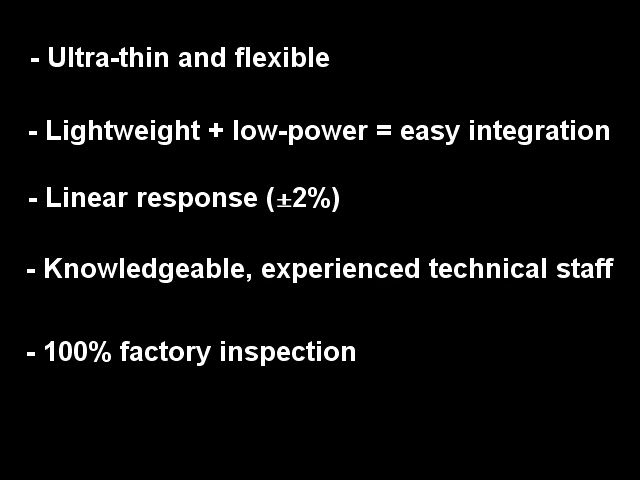 - Ultra-thin and flexible
- Lightweight + low-power = easy integration
- Linear response (±2%)
- Knowledgeable, experienced technical staff
- 100% factory inspection